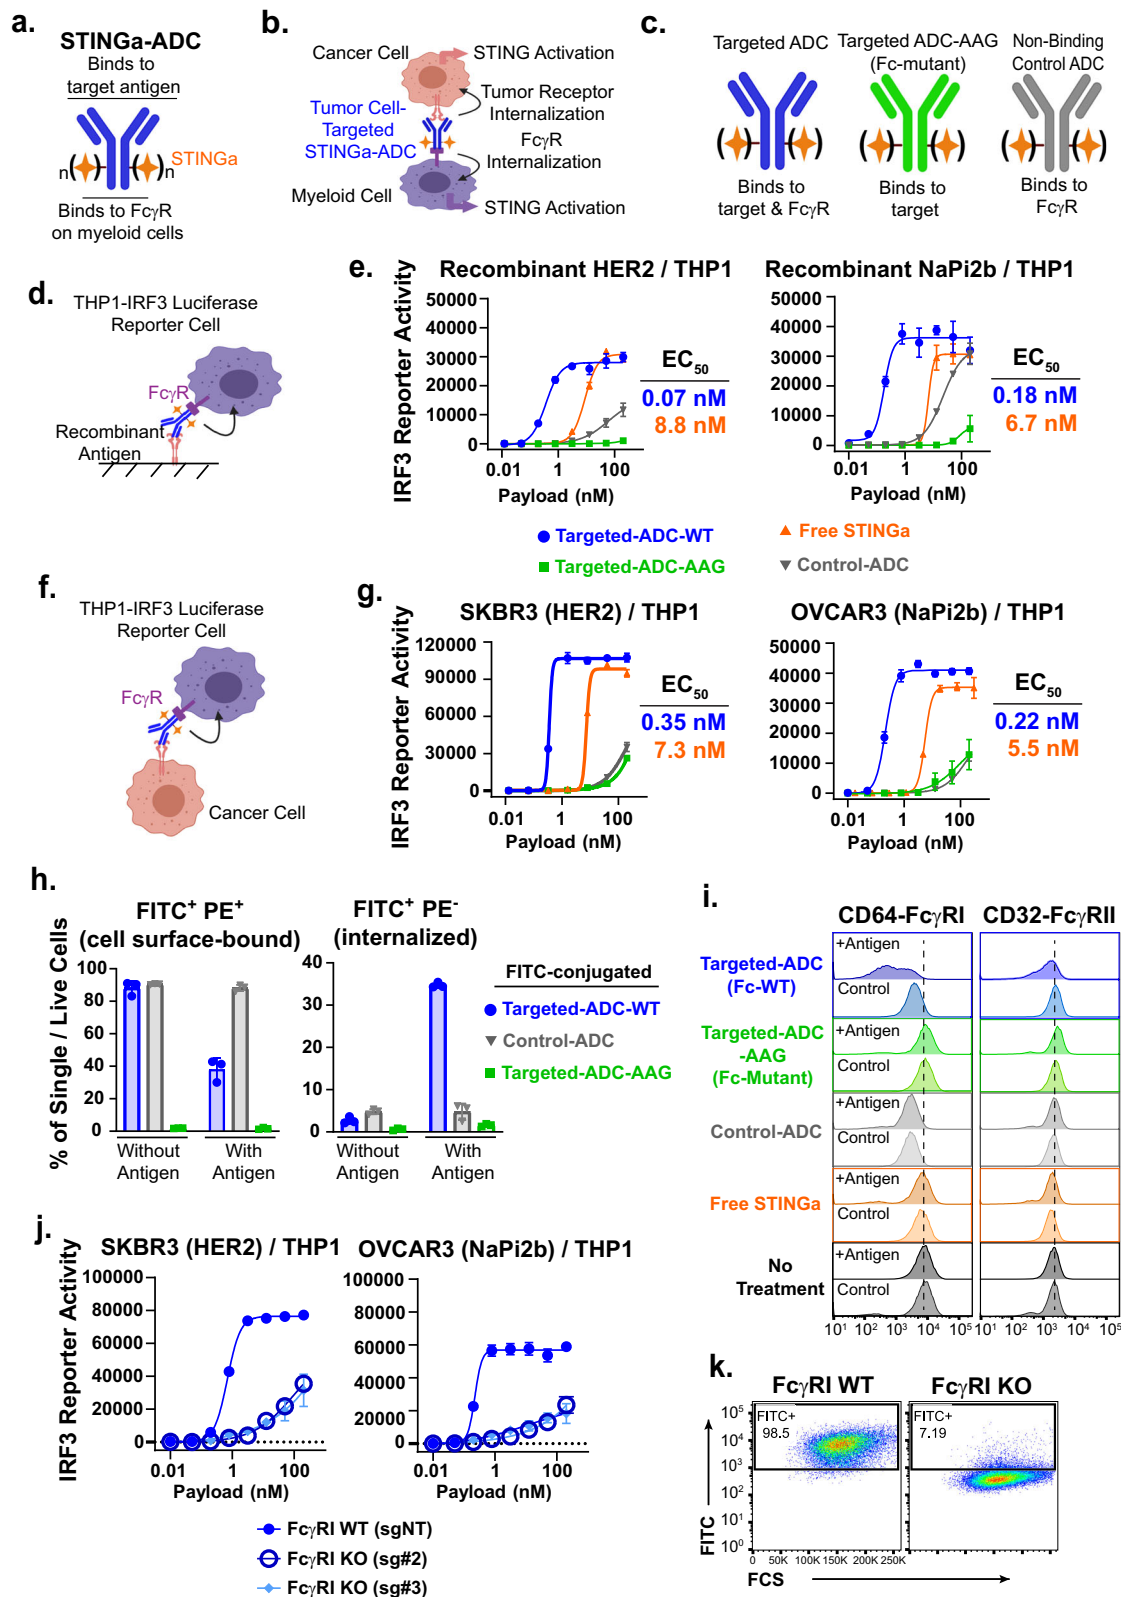 a.
STINGa-ADC
Binds to
target antigen
n( )n
STINGa
Binds to FcγR
on myeloid cells
b.
Cancer Cell
STING Activation
Tumor Receptor
Internalization
Tumor Cell-
Targeted
STINGa-ADC
FcγR
Internalization
Myeloid Cell
STING Activation
c.
Targeted ADC
Targeted ADC-AAG
(Fc-mutant)
Non-Binding
Control ADC
Binds to
target & FcγR
Binds to
target
Binds to
FcγR
d.
THP1-IRF3 Luciferase
Reporter Cell
FcγR
Recombinant
Antigen
e.
Recombinant HER2 / THP1
IRF3 Reporter Activity
50000
40000
30000
20000
10000
0
0.01 1 100
Payload (nM)
EC50
0.07 nM
8.8 nM
Recombinant NaPi2b / THP1
50000
40000
30000
20000
10000
0
0.01 1 100
Payload (nM)
EC50
0.18 nM
6.7 nM
Targeted-ADC-WT
Free STINGa
Targeted-ADC-AAG
Control-ADC
f.
THP1-IRF3 Luciferase
Reporter Cell
FcγR
Cancer Cell
g.
SKBR3 (HER2) / THP1
IRF3 Reporter Activity
120000
90000
60000
30000
0
0.01 1 100
Payload (nM)
EC50
0.35 nM
7.3 nM
OVCAR3 (NaPi2b) / THP1
50000
40000
30000
20000
10000
0
0.01 1 100
Payload (nM)
EC50
0.22 nM
5.5 nM
h.
FITC+ PE+
(cell surface-bound)
% of Single / Live Cells
100
80
60
40
20
0
Without
Antigen
With
Antigen
FITC+ PE-
(internalized)
40
30
20
10
0
Without
Antigen
With
Antigen
FITC-conjugated
Targeted-ADC-WT
Control-ADC
Targeted-ADC-AAG
i.
CD64-FcγRI
CD32-FcγRII
Targeted-ADC
(Fc-WT)
+Antigen
Control
Targeted-ADC
-AAG
(Fc-Mutant)
+Antigen
Control
Control-ADC
+Antigen
Control
Free STINGa
+Antigen
Control
No
Treatment
+Antigen
Control
101 102 103 104 105
101 102 103 104 105
j.
SKBR3 (HER2) / THP1
IRF3 Reporter Activity
100000
80000
60000
40000
20000
0
0.01 1 100
Payload (nM)
OVCAR3 (NaPi2b) / THP1
100000
80000
60000
40000
20000
0
0.01 1 100
Payload (nM)
FcγRI WT (sgNT)
FcγRI KO (sg#2)
FcγRI KO (sg#3)
k.
FcγRI WT
FcγRI KO
FITC
105
104
103
102
101
100
FITC+
98.5
FITC+
7.19
0 50K 100K 150K 200K 250K
FCS